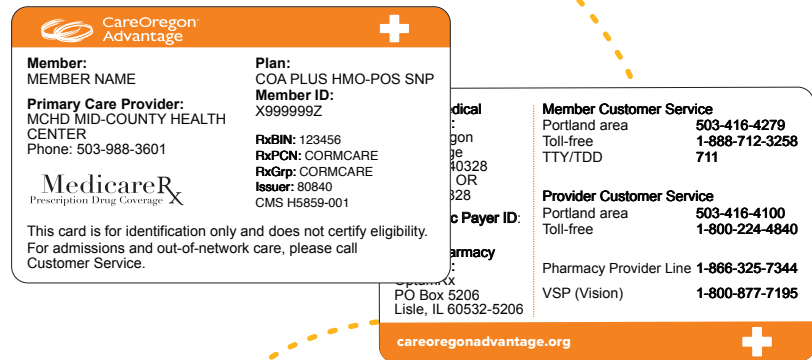 CareOregon®
Advantage
Member:
MEMBER NAME
Primary Care Provider:
MCHD MID-COUNTY HEALTH
CENTER
Phone: 503-988-3601
MedicareRx
Prescription Drug Coverage
Plan:
COA PLUS HMO-POS SNP
Member ID:
X999999Z
RxBIN: 123456
RxPCN: CORMCARE
RxGrp: CORMCARE
Issuer: 80840
CMS H5859-001
This card is for identification only and does not certify eligibility.
For admissions and out-of-network care, please call
Customer Service.
OR
Payer ID:
PO Box 5206
Lisle, IL 60532-5206
Member Customer Service
Portland area 503-416-4279
Toll-free 1-888-712-3258
TTY/TDD 711
Provider Customer Service
Portland area 503-416-4100
Toll-free 1-800-224-4840
Pharmacy Provider Line 1-866-325-7344
VSP (Vision) 1-800-877-7195
careoregonadvantage.org